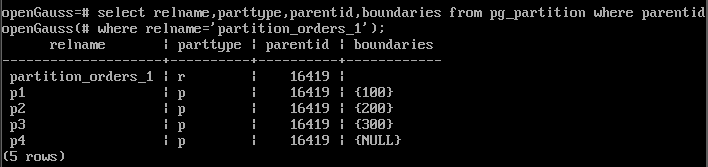 openGauss=# select relname,parttype,parentid,boundaries from pg_partition where parentid
openGauss(# where relname='partition_orders_1');
relname | parttype | parentid | boundaries
--------------------+----------+----------+------------
partition_orders_1 | r | 16419 |
p1 | p | 16419 | {100}
p2 | p | 16419 | {200}
p3 | p | 16419 | {300}
p4 | p | 16419 | {NULL}
(5 rows)